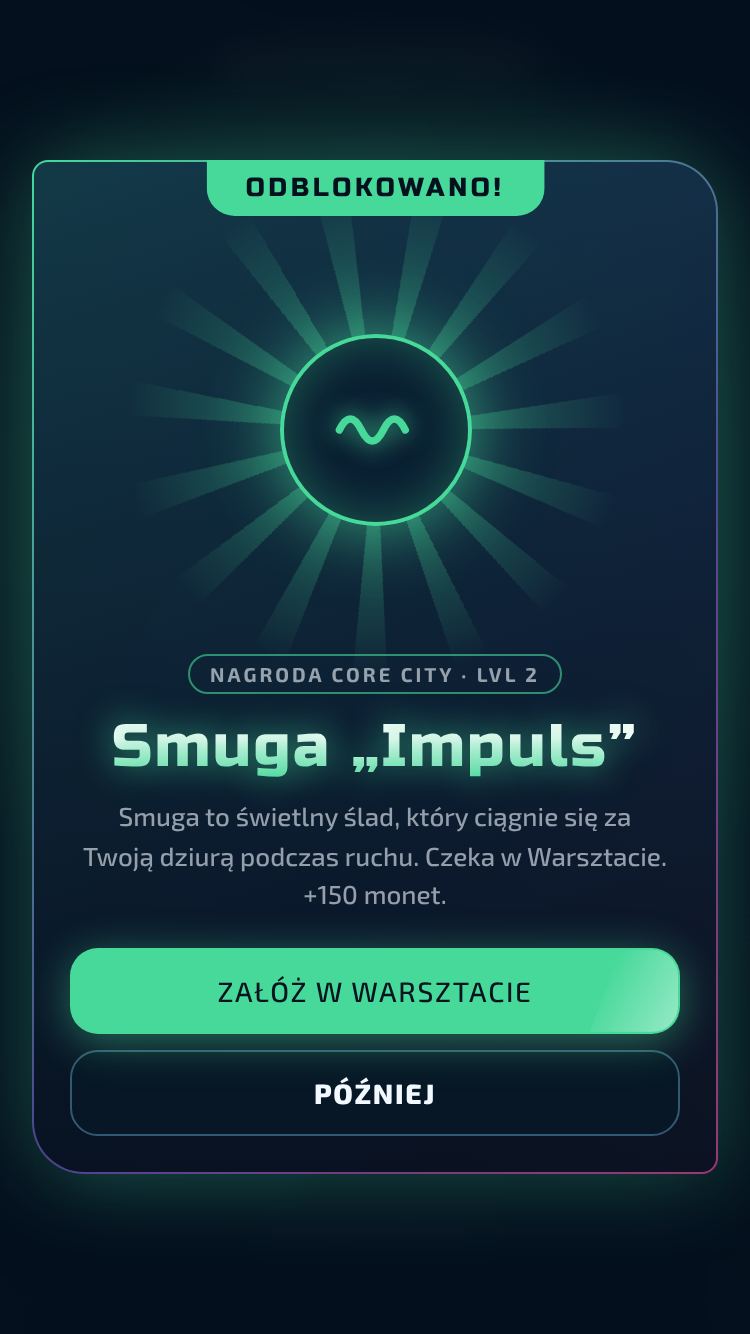 ODBLOKOWANO!
NAGRODA CORE CITY · LVL 2
Smuga „Impuls”
Smuga to świetlny ślad, który ciągnie się za
Twoją dziurą podczas ruchu. Czeka w Warsztacie.
+150 monet.
ZAŁÓŻ W WARSZTACIE
PÓŹNIEJ